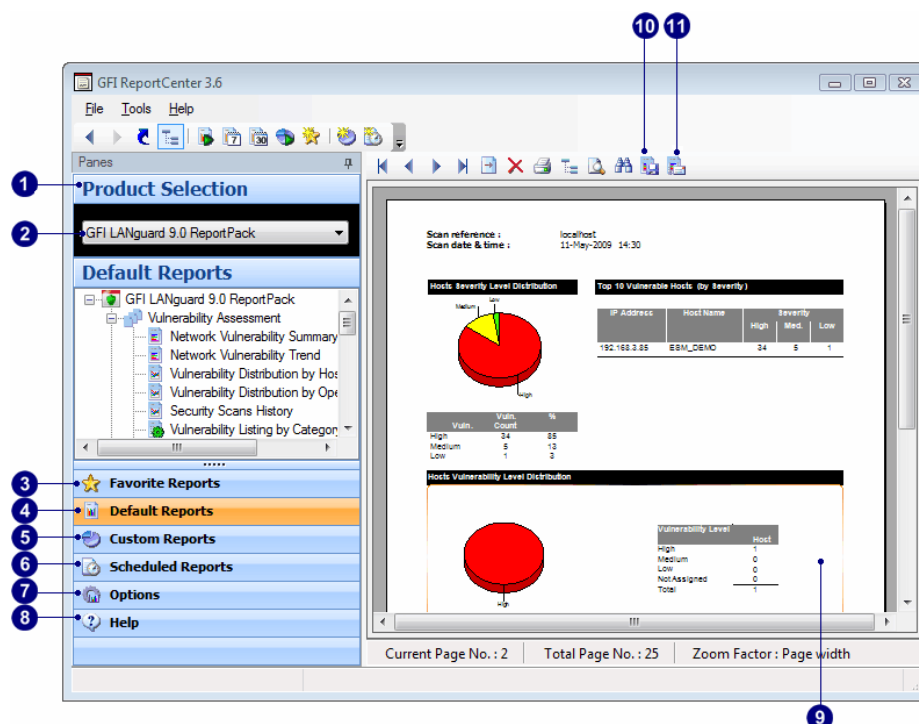 10 11
GFI ReportCenter 3.6
File Tools Help
7 30
Panes
1 Product Selection
2 GFI LANguard 9.0 ReportPack
Default Reports
GFI LANguard 9.0 ReportPack
Vulnerability Assessment
Network Vulnerability Summary
Network Vulnerability Trend
Vulnerability Distribution by Hos
Vulnerability Distribution by Ope
Security Scans History
Vulnerability Listing by Category
3 Favorite Reports
4 Default Reports
5 Custom Reports
6 Scheduled Reports
7 Options
8 Help
Scan reference : localhost
Scan date & time : 11-May-2009 14:30
Hosts Severity Level Distribution
Medium Low
High
Top 10 Vulnerable Hosts (by Severity)
IP Address Host Name Severity
High Med. Low
192.168.3.85 EBM_DEMO 34 5 1
Vuln. Vuln. Count %
High 34 85
Medium 5 13
Low 1 3
Hosts Vulnerability Level Distribution
High
Vulnerability Level Host
High 1
Medium 0
Low 0
Not Assigned 0
Total 1
Current Page No. : 2 Total Page No. : 25 Zoom Factor : Page width
9